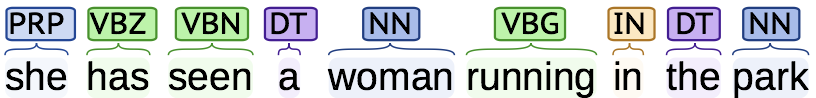 PRP VBZ VBN DT NN VBG IN DT NN
she has seen a woman running in the park